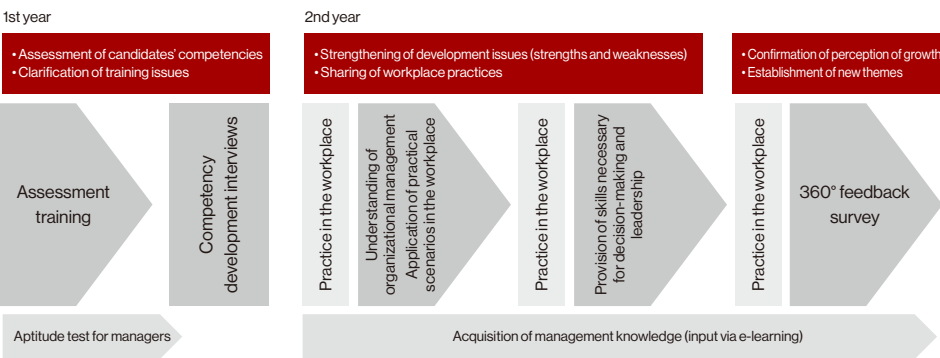 1st year
2nd year
• Assessment of candidates' competencies
• Clarification of training issues
• Strengthening of development issues (strengths and weaknesses)
• Sharing of workplace practices
• Confirmation of perception of growth
• Establishment of new themes
Assessment
training
Competency
development interviews
Practice in the workplace
Understanding of
organizational management
Application of practical
scenarios in the workplace
Practice in the workplace
Provision of skills necessary
for decision-making and
leadership
Practice in the workplace
360° feedback
survey
Aptitude test for managers
Acquisition of management knowledge (input via e-learning)